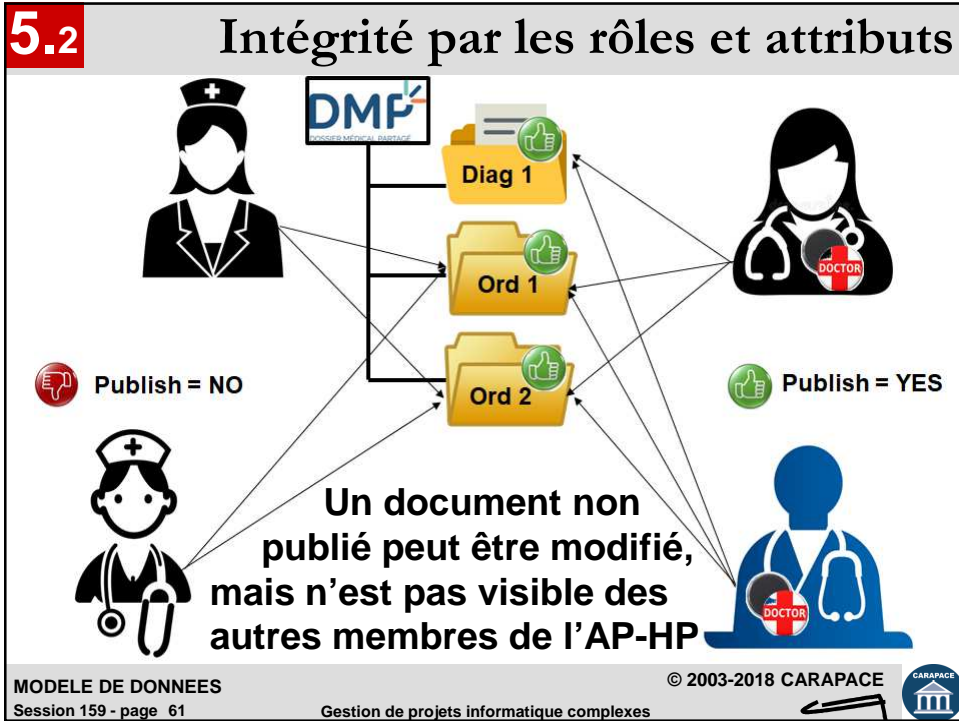 5.2
Intégrité par les rôles et attributs
DMP
DOSSIER MÉDICAL PARTAGÉ
Diag 1
Ord 1
Ord 2
DOCTOR
Publish = NO
Publish = YES
Un document non
publié peut être modifié,
mais n’est pas visible des
autres membres de l’AP-HP
DOCTOR
MODELE DE DONNEES
© 2003-2018 CARAPACE
CARAPACE
Session 159 - page 61
Gestion de projets informatique complexes